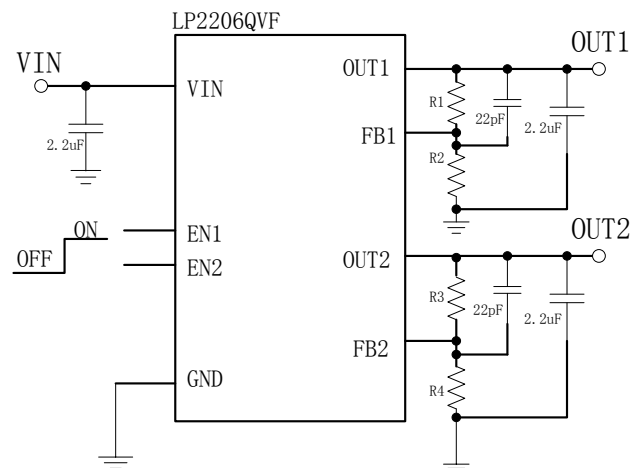 LP2206QVF
VIN
OUT1
OUT1
VIN
R1
22pF
2.2uF
2.2uF
FB1
R2
ON
EN1
OUT2
OFF
EN2
OUT2
R3
22pF
2.2uF
FB2
GND
R4